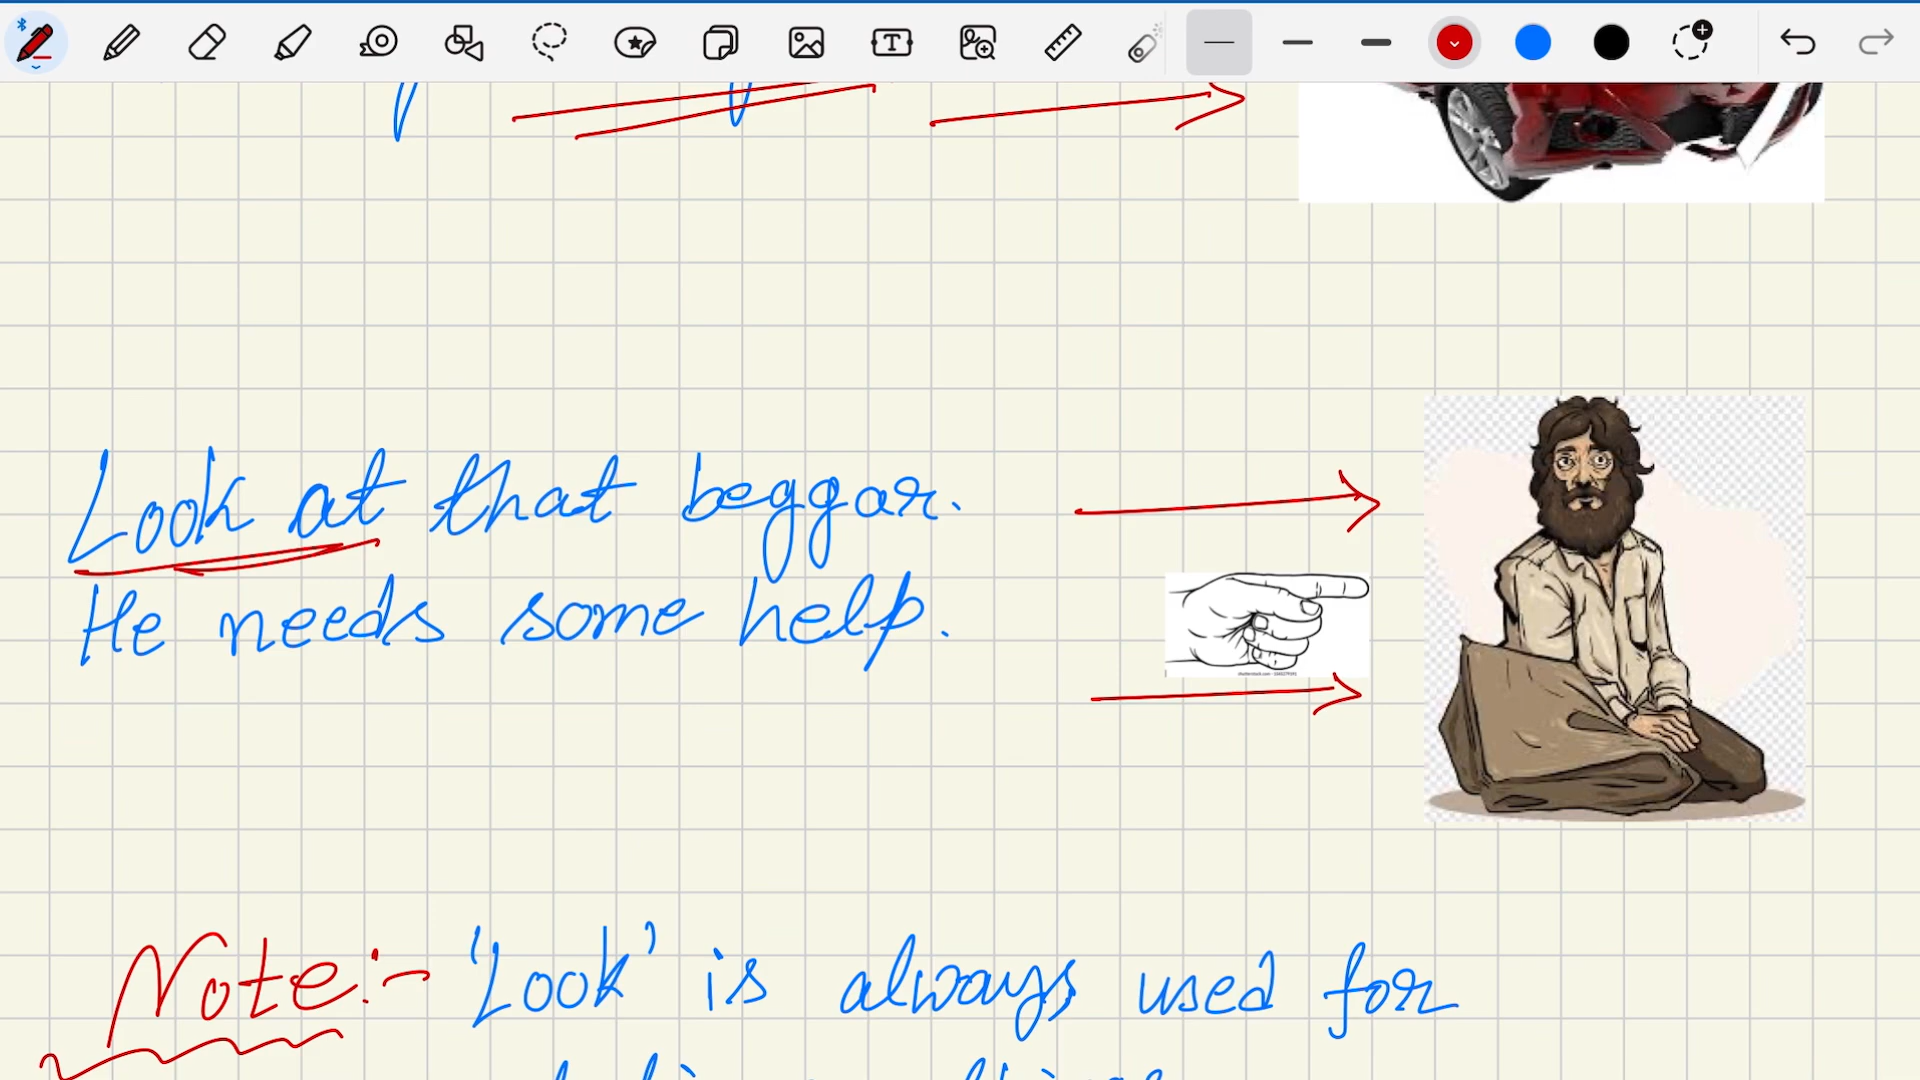 Look at that beggar.
He needs some help.
Note:- 'Look' is always used for